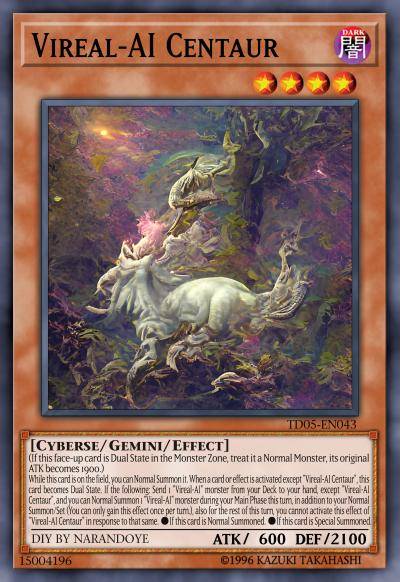 VIREAL-AI CENTAUR
DARK
闇
TD05-EN043
[CYBERSE/GEMINI/EFFECT]
(If this face-up card is Dual State in the Monster Zone, treat it a Normal Monster, its original
ATK becomes 1900.)
While this card is on the field, you can Normal Summon it. When a card or effect is activated except "Vireal-AI Centaur", this
card becomes Dual State. If the following: Send 1 "Vireal-AI" monster from your Deck to your hand, except "Vireal-AI
Centaur", and you can Normal Summon 1 "Vireal-AI" monster during your Main Phase this turn, in addition to your Normal
Summon/Set (You can only gain this effect once per turn.), also for the rest of this turn, you cannot activate this effect
of "Vireal-AI Centaur" in response to that same. ●If this card is Normal Summoned. ●If this card is Special Summoned.
DIY BY NARANDOYE
ATK/ 600 DEF/2100
15004196
©1996 KAZUKI TAKAHASHI